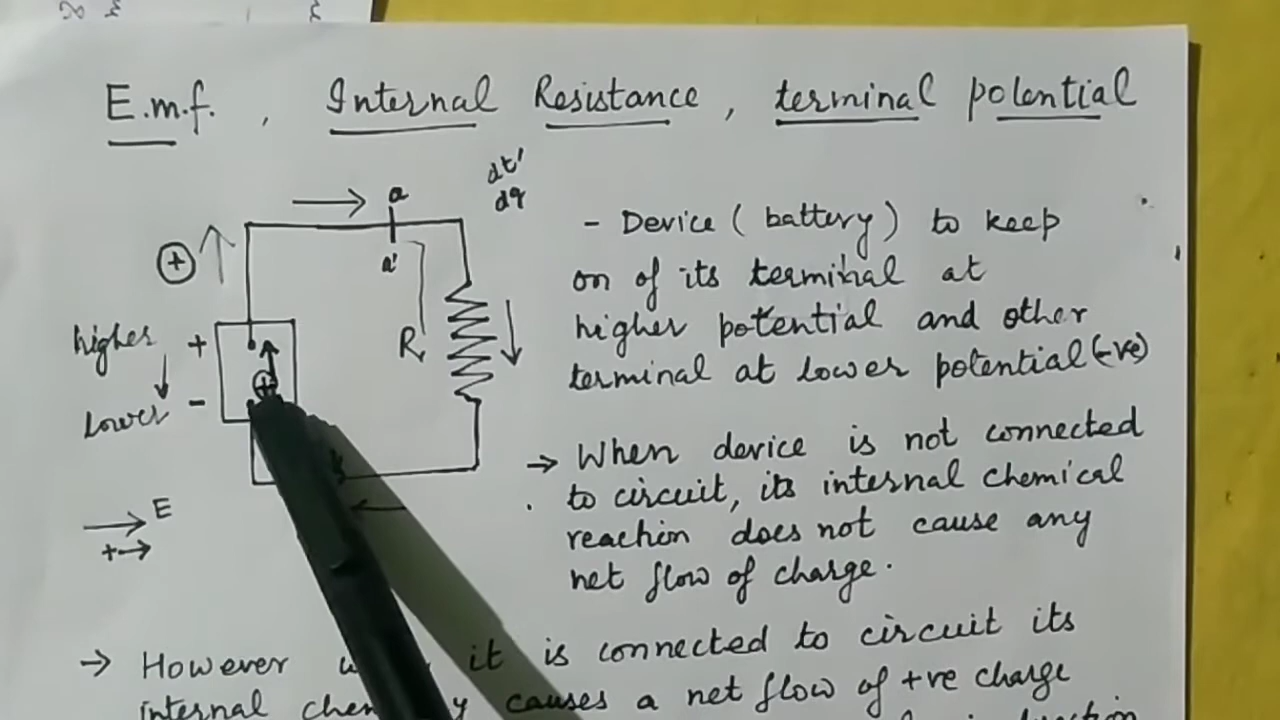 E.m.f. , Internal Resistance , terminal potential
dt'
dq
a
a'
+
R
higher +
lower -
E
+→
- Device ( battery ) to keep
on of its terminal at
higher potential and other
terminal at lower potential (-ve)
→ When device is not connected
to circuit, its internal chemical
reaction does not cause any
net flow of charge.
→ However it is connected to circuit its
internal causes a net flow of +ve charge